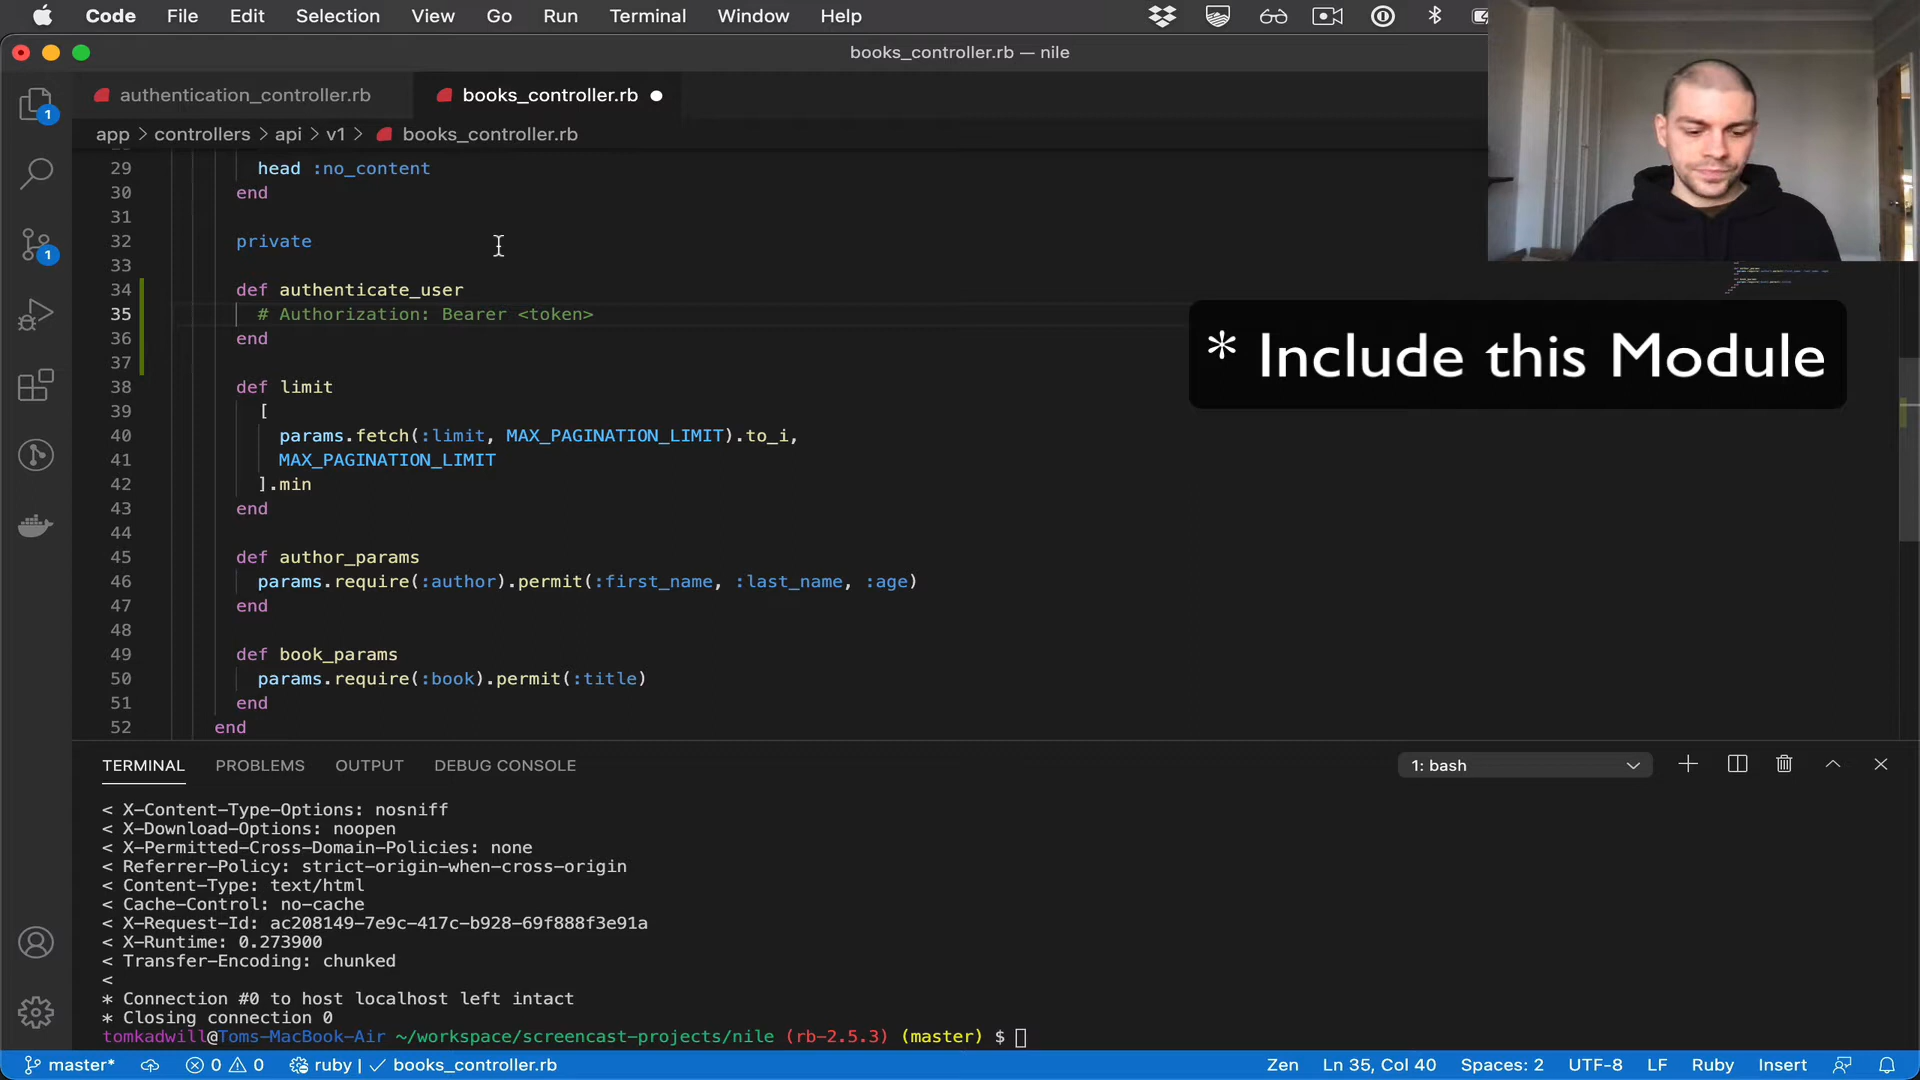 Code File Edit Selection View Go Run Terminal Window Help
books_controller.rb — nile
authentication_controller.rb
books_controller.rb
app > controllers > api > v1 > books_controller.rb
29 head :no_content
30 end
31
32 private
33
34 def authenticate_user
35 # Authorization: Bearer <token>
36 end
37
38 def limit
39 [
40 params.fetch(:limit, MAX_PAGINATION_LIMIT).to_i,
41 MAX_PAGINATION_LIMIT
42 ].min
43 end
44
45 def author_params
46 params.require(:author).permit(:first_name, :last_name, :age)
47 end
48
49 def book_params
50 params.require(:book).permit(:title)
51 end
52 end
* Include this Module
1
1
TERMINAL PROBLEMS OUTPUT DEBUG CONSOLE
1: bash
< X-Content-Type-Options: nosniff
< X-Download-Options: noopen
< X-Permitted-Cross-Domain-Policies: none
< Referrer-Policy: strict-origin-when-cross-origin
< Content-Type: text/html
< Cache-Control: no-cache
< X-Request-Id: ac208149-7e9c-417c-b928-69f888f3e91a
< X-Runtime: 0.273900
< Transfer-Encoding: chunked
<
* Connection #0 to host localhost left intact
* Closing connection 0
tomkadwill@Toms-MacBook-Air ~/workspace/screencast-projects/nile (rb-2.5.3) (master) $
master* 0 0 ruby | ✓ books_controller.rb
Zen Ln 35, Col 40 Spaces: 2 UTF-8 LF Ruby Insert